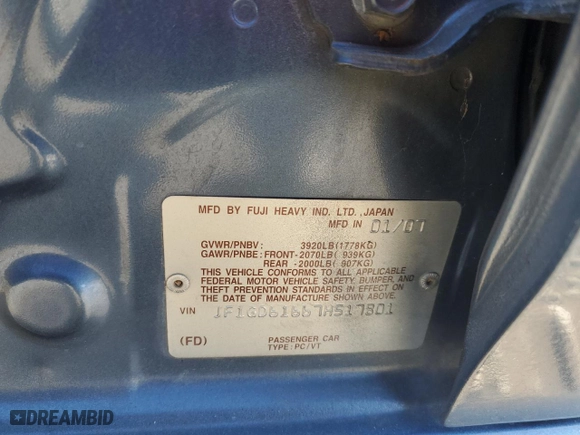 MFD BY FUJI HEAVY IND. LTD.,JAPAN
MFD IN 01/07
GVWR/PNBV : 3920LB(1778KG)
GAWR/PNBE:FRONT-2070LB( 939KG)
REAR -2000LB( 907KG)
THIS VEHICLE CONFORMS TO ALL APPLICABLE
FEDERAL MOTOR VEHICLE SAFETY, BUMPER, AND
THEFT PREVENTION STANDARDS IN EFFECT ON
THE DATE OF MANUFACTURE SHOWN ABOVE.
VIN
(FD) PASSENGER CAR
TYPE:PC/VT
DREAMBID